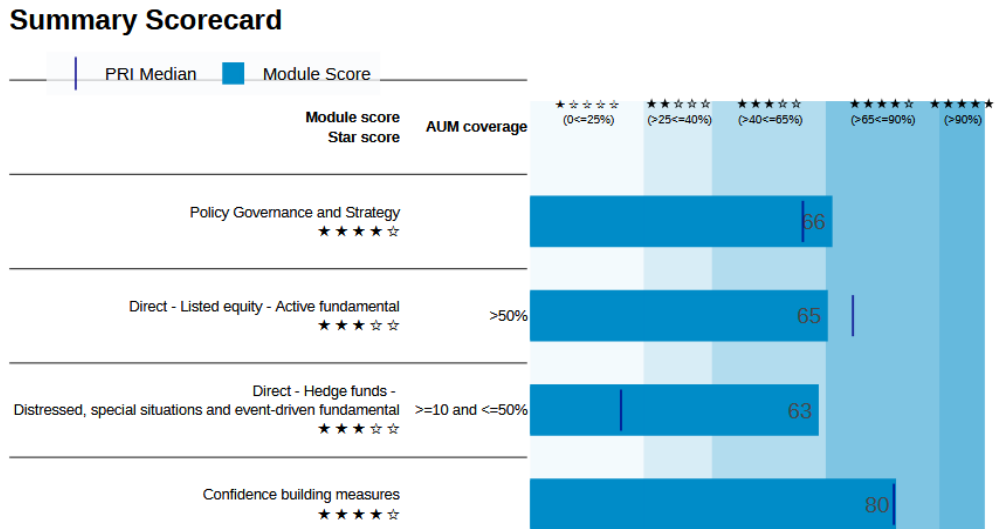 Summary Scorecard
PRI Median Module Score
Module score
Star score
AUM coverage
★☆☆☆☆ ★★☆☆☆ ★★★☆☆ ★★★★☆ ★★★★★
(0<=25%) (>25<=40%) (>40<=65%) (>65<=90%) (>90%)
Policy Governance and Strategy
★★★★☆
66
Direct - Listed equity - Active fundamental
★★★☆☆
>50%
65
Direct - Hedge funds -
Distressed, special situations and event-driven fundamental
★★★☆☆
>=10 and <=50%
63
Confidence building measures
★★★★☆
80